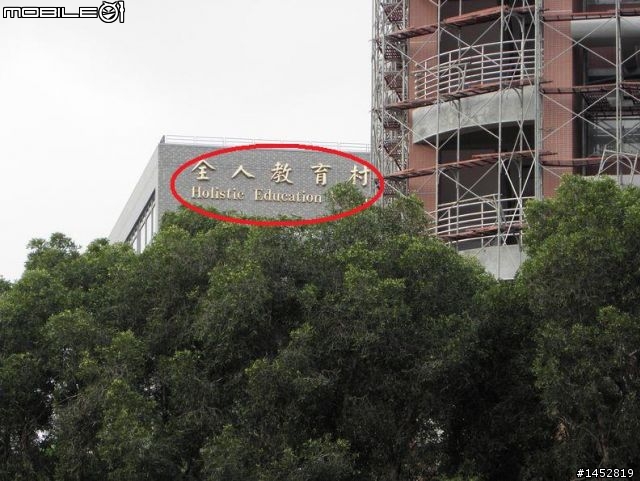 MOBILE01
全人教育村
Holistic Education
#1452819